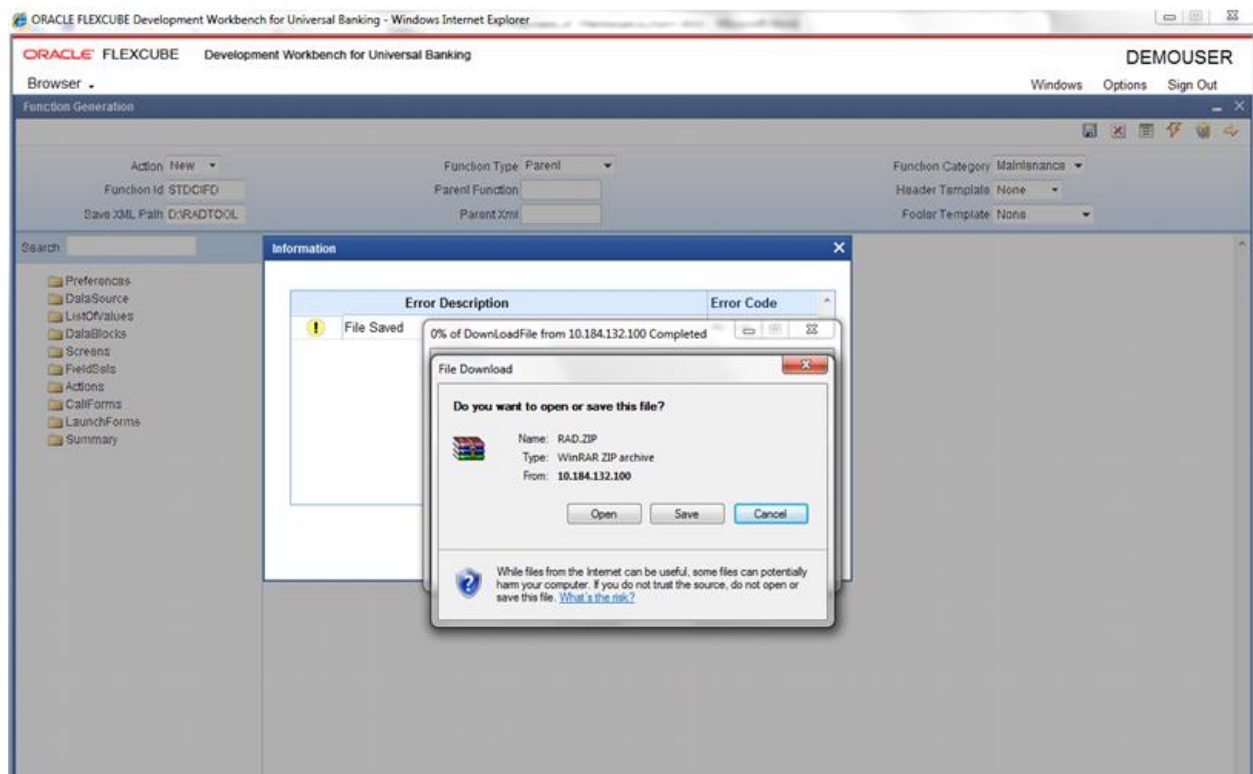 ORACLE FLEXCUBE Development Workbench for Universal Banking - Windows Internet Explorer
ORACLE FLEXCUBE Development Workbench for Universal Banking DEMOUSER
Browser Windows Options Sign Out
Function Generation
Action New Function Type Parent Function Category Maintenance
Function Id STDCIFD Parent Function Header Template None
Save XML Path D:\RADTOOL Parent Xml Footer Template None
Search
Information
Preferences
DataSource
ListOfValues
DataBlocks
Screens
FieldSets
Actions
CallForms
LaunchForms
Summary
Error Description Error Code
File Saved
0% of DownLoadFile from 10.184.132.100 Completed
File Download
Do you want to open or save this file?
Name: RAD.ZIP
Type: WinRAR ZIP archive
From: 10.184.132.100
Open Save Cancel
While files from the Internet can be useful, some files can potentially
harm your computer. If you do not trust the source, do not open or
save this file. What's the risk?